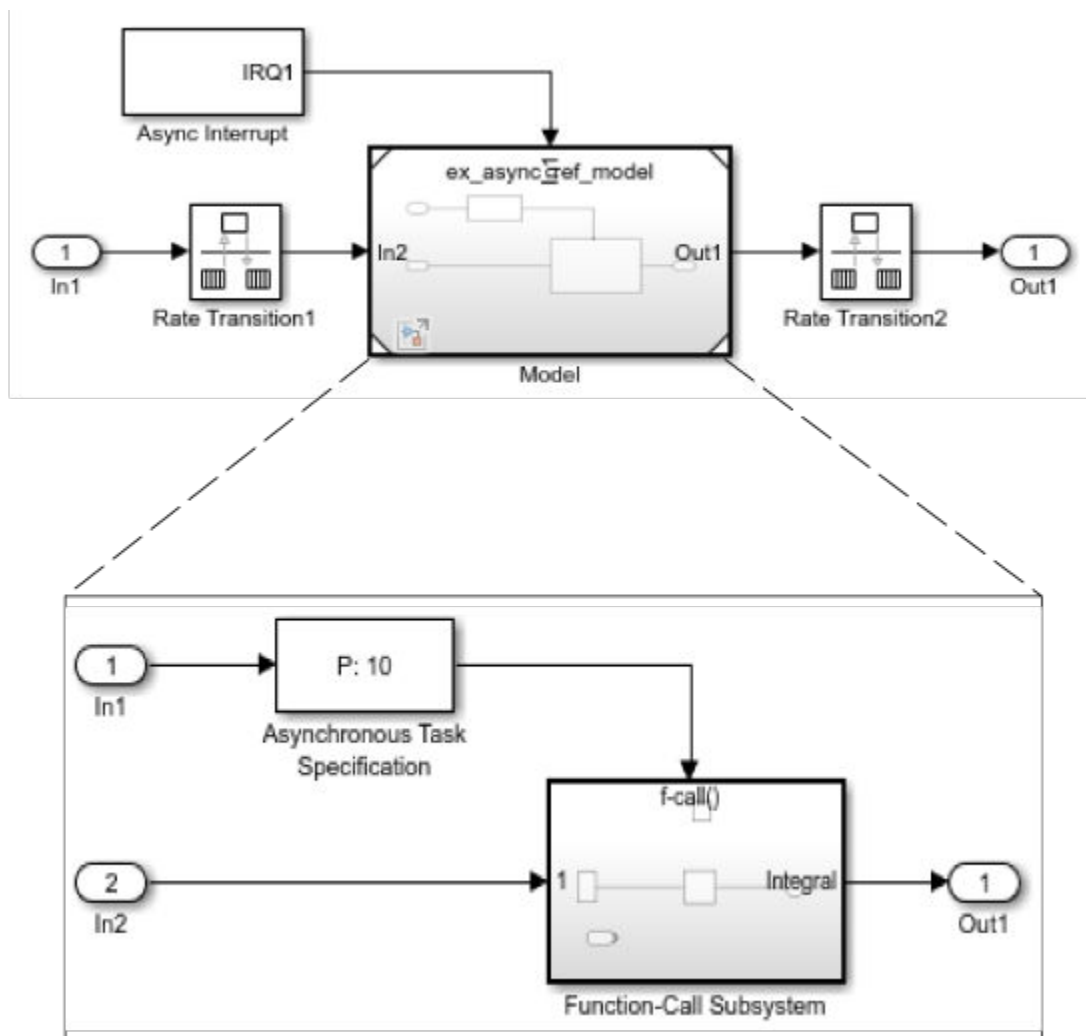 IRQ1
Async Interrupt
ex_async_ref_model
1
In1
Rate Transition1
In2
Out1
Rate Transition2
1
Out1
Model
1
In1
P: 10
Asynchronous Task
Specification
f-call()
2
In2
1
Integral
1
Out1
Function-Call Subsystem